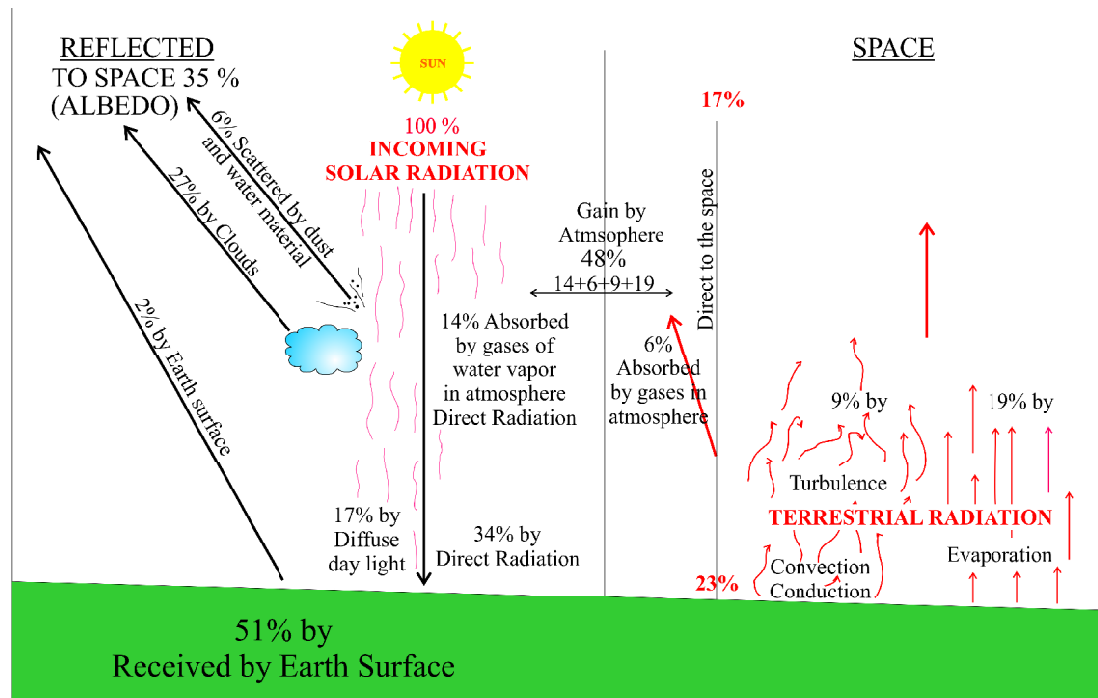 REFLECTED
TO SPACE 35 %
(ALBEDO)
6% Scattered by dust
and water material
27% by Clouds
2% by Earth surface
SUN
100 %
INCOMING
SOLAR RADIATION
14% Absorbed
by gases of
water vapor
in atmosphere
Direct Radiation
17% by
Diffuse
day light
34% by
Direct Radiation
51% by
Received by Earth Surface
Gain by
Atmsophere
48%
14+6+9+19
SPACE
17%
Direct to the space
6%
Absorbed
by gases in
atmosphere
23%
9% by
Turbulence
19% by
TERRESTRIAL RADIATION
Convection
Conduction
Evaporation